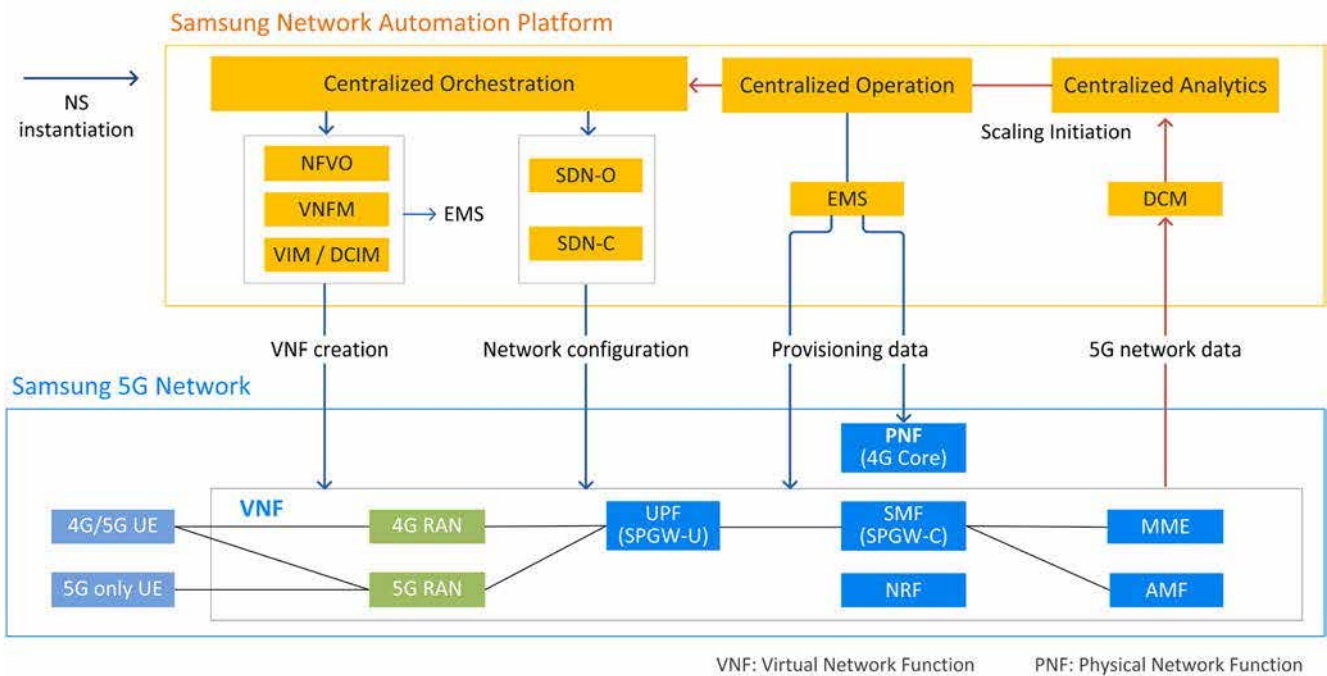 Samsung Network Automation Platform
NS
instantiation
Centralized Orchestration
Centralized Operation
Centralized Analytics
Scaling Initiation
NFVO
VNFM
VIM / DCIM
EMS
SDN-O
SDN-C
EMS
DCM
VNF creation
Network configuration
Provisioning data
5G network data
Samsung 5G Network
PNF
(4G Core)
VNF
4G/5G UE
4G RAN
UPF
(SPGW-U)
SMF
(SPGW-C)
MME
5G only UE
5G RAN
NRF
AMF
VNF: Virtual Network Function
PNF: Physical Network Function